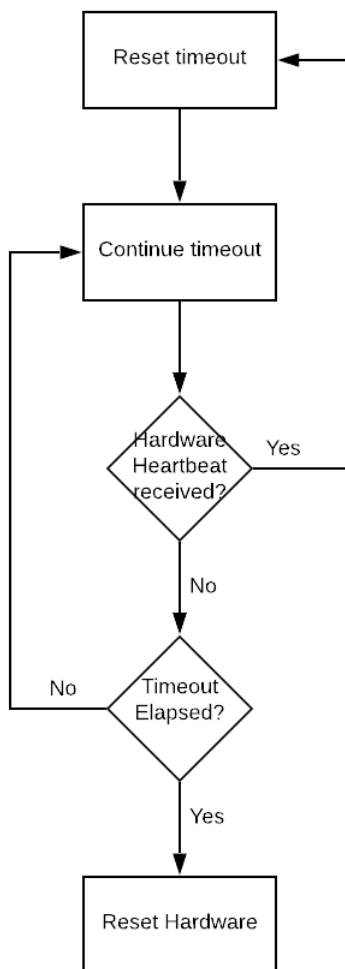 Reset timeout
Continue timeout
Hardware
Heartbeat
received?
Yes
No
Timeout
Elapsed?
No
Yes
Reset Hardware